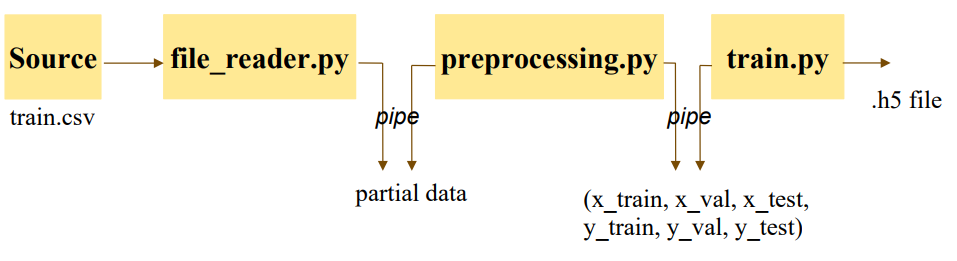 Source
file_reader.py
preprocessing.py
train.py
train.csv
pipe
pipe
.h5 file
partial data
(x_train, x_val, x_test,
y_train, y_val, y_test)